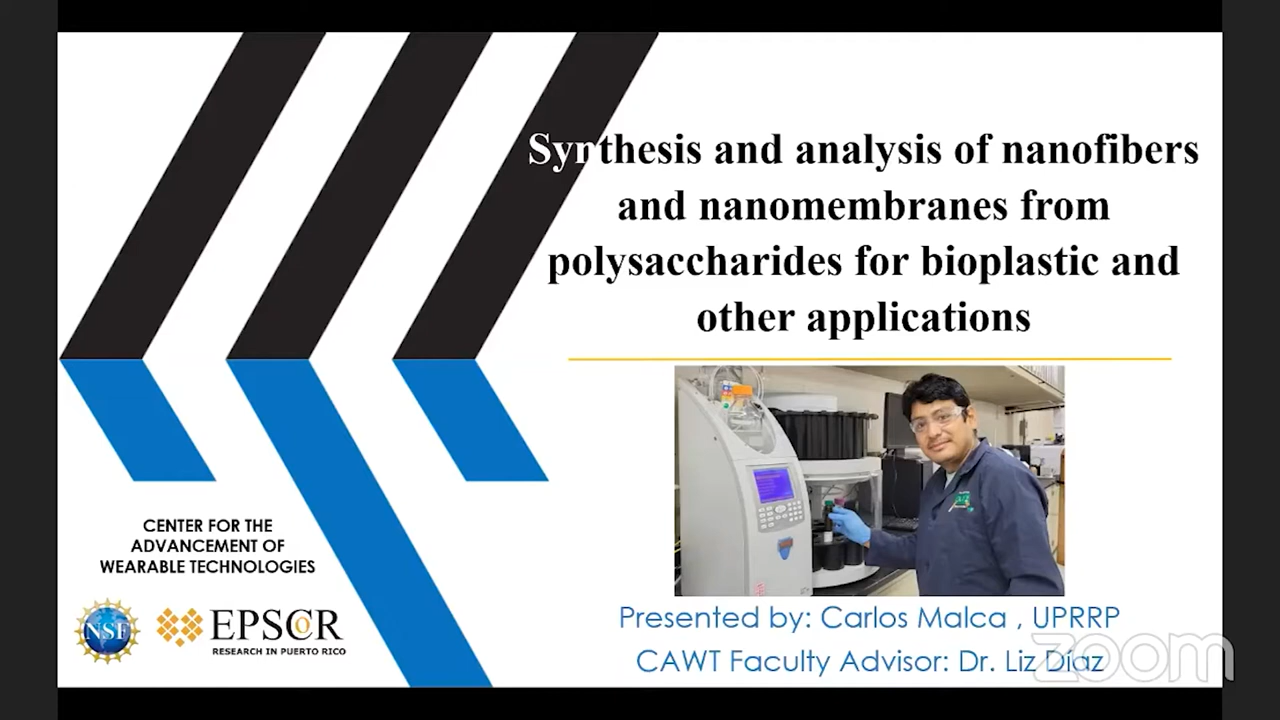 Synthesis and analysis of nanofibers
and nanomembranes from
polysaccharides for bioplastic and
other applications
CENTER FOR THE
ADVANCEMENT OF
WEARABLE TECHNOLOGIES
NSF
EPSCoR
RESEARCH IN PUERTO RICO
Presented by: Carlos Malca , UPRRP
CAWT Faculty Advisor: Dr. Liz Díaz
zoom